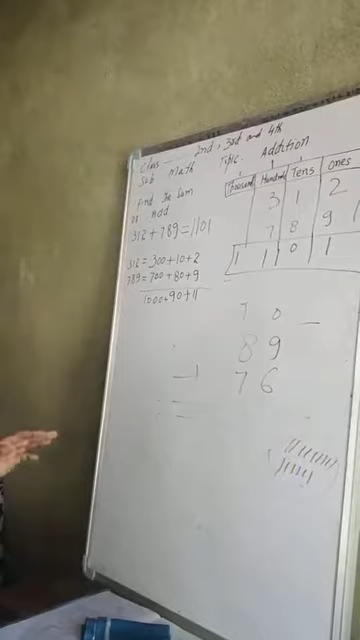 Class 2nd, 3rd and 4th
Sub Math Topic. Addition
Find the Sum
or Add
312 + 789 = 1101
312 = 300+10+2
789 = 700+80+9
1000+90+11
Thousand Hundred Tens Ones
3 1 2
7 8 9
1 1 0 1
7 0
8 9
7 6